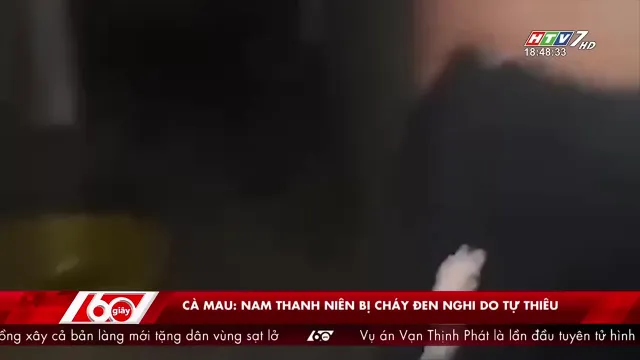 HTV7 HD
18:48:33
60 giây
CÀ MAU: NAM THANH NIÊN BỊ CHÁY ĐEN NGHI DO TỰ THIÊU
ổng xây cả bản làng mới tặng dân vùng sạt lở 60 Vụ án Vạn Thịnh Phát là lần đầu tuyên tử hình